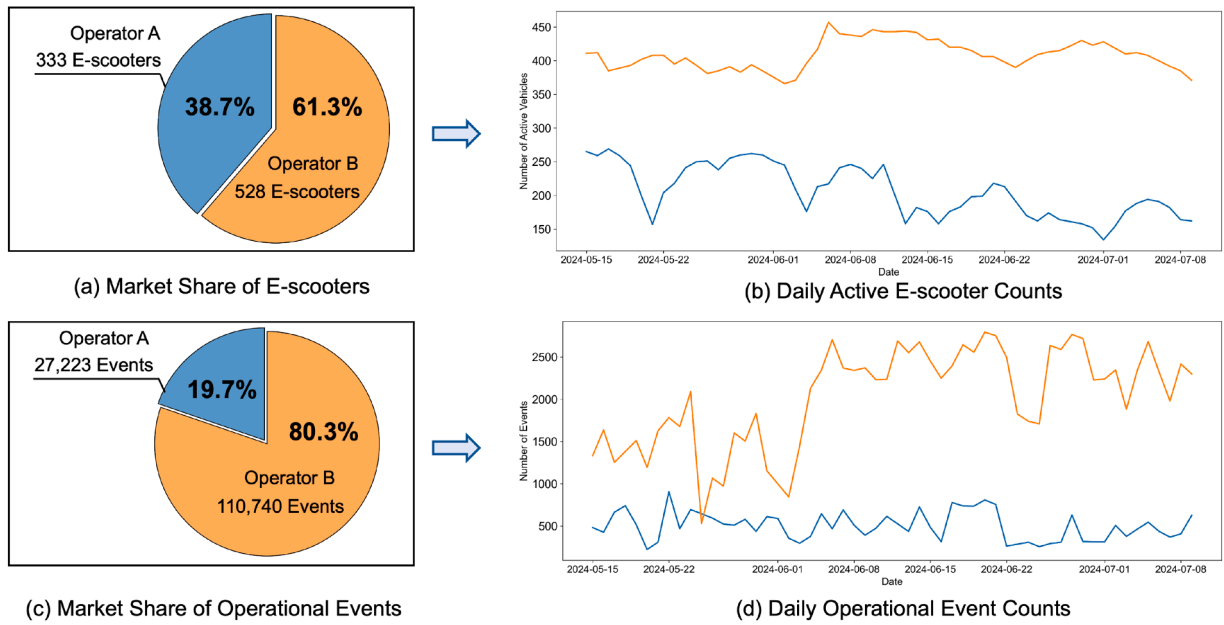 Operator A
333 E-scooters
38.7%
61.3%
Operator B
528 E-scooters
(a) Market Share of E-scooters
Number of Active Vehicles
450
400
350
300
250
200
150
2024-05-15 2024-05-22 2024-06-01 2024-06-08 2024-06-15 2024-06-22 2024-07-01 2024-07-08
Date
(b) Daily Active E-scooter Counts
Operator A
27,223 Events
19.7%
80.3%
Operator B
110,740 Events
(c) Market Share of Operational Events
Number of Events
2500
2000
1500
1000
500
2024-05-15 2024-05-22 2024-06-01 2024-06-08 2024-06-15 2024-06-22 2024-07-01 2024-07-08
Date
(d) Daily Operational Event Counts